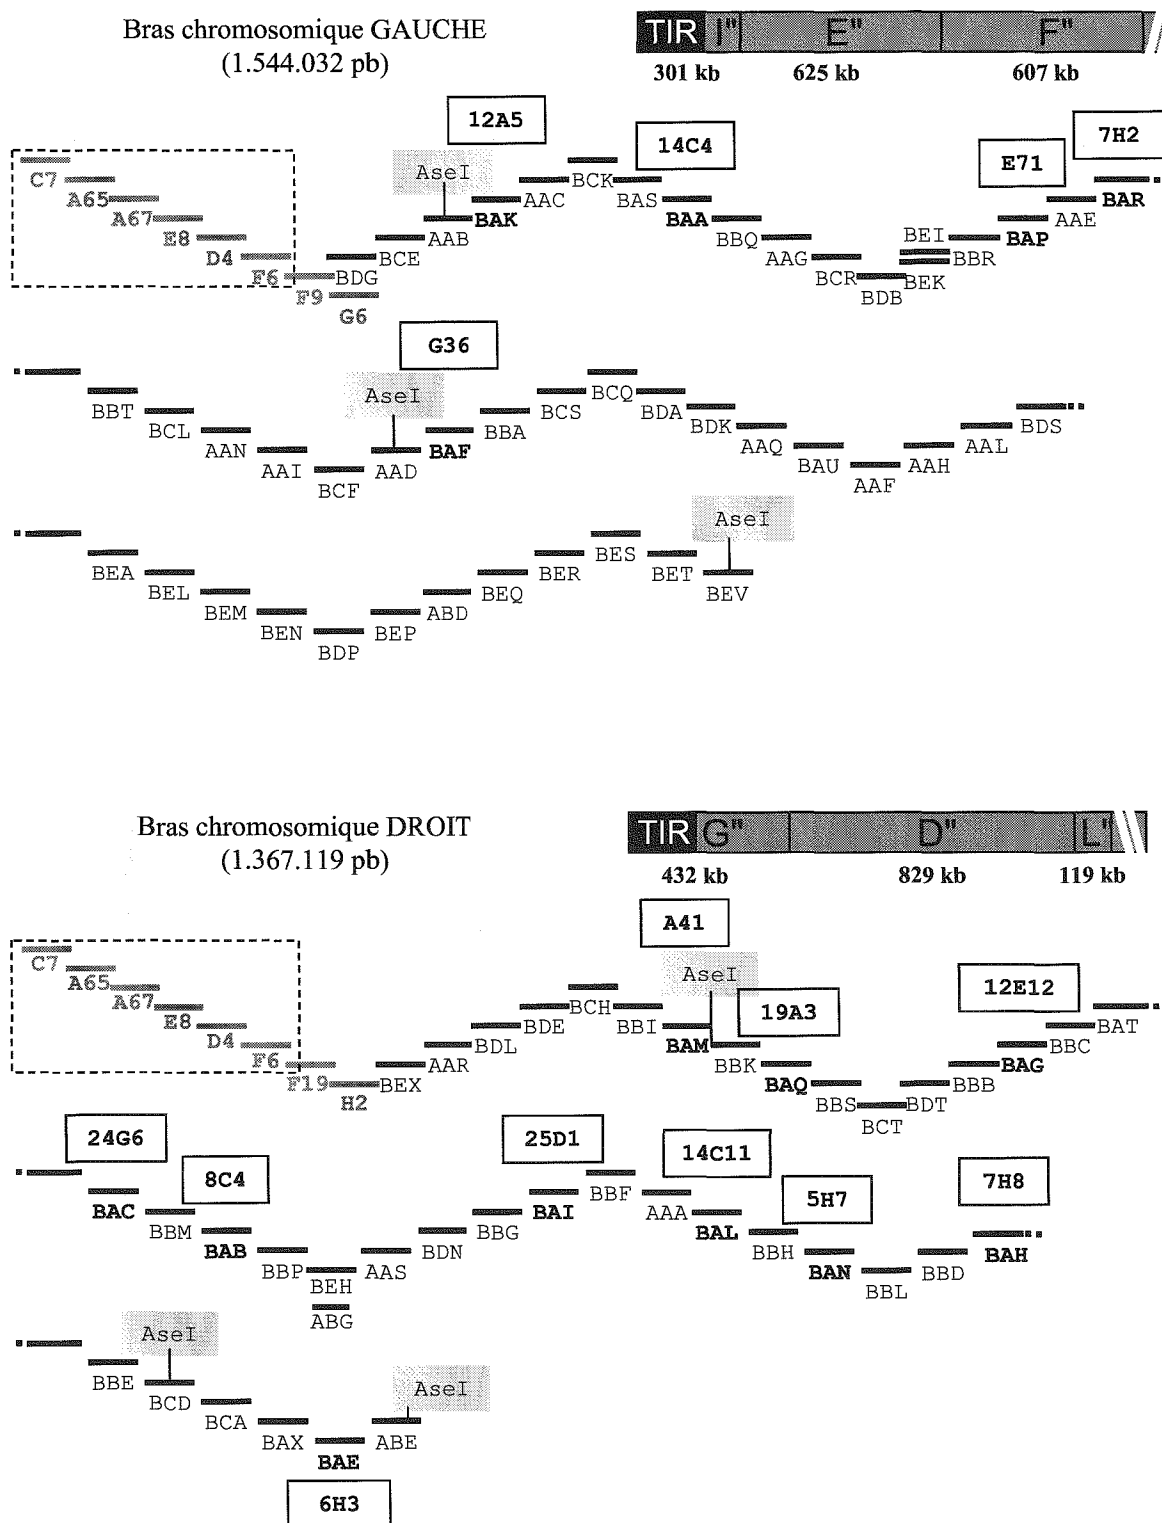 Bras chromosomique GAUCHE
(1.544.032 pb)
TIR I" E" F"
301 kb 625 kb 607 kb
12A5 14C4 E71 7H2
AseI
C7 A65 A67 E8 D4 F6 F9 G6 BDG BCE AAB BAK AAC BCK BAS BAA BBQ AAG BCR BDB BEK BEI BBR BAP AAE BAR
G36
AseI
BBT BCL AAN AAI BCF AAD BAF BBA BCS BCQ BDA BDK AAQ BAU AAF AAH AAL BDS
AseI
BEA BEL BEM BEN BDP BEP ABD BEQ BER BES BET BEV
Bras chromosomique DROIT
(1.367.119 pb)
TIR G" D" L"
432 kb 829 kb 119 kb
A41
AseI
19A3 12E12
C7 A65 A67 E8 D4 F6 F19 H2 BEX AAR BDL BDE BCH BBI BAM BBK BAQ BBS BCT BDT BBB BAG BBC BAT
24G6 8C4 25D1 14C11 5H7 7H8
BAC BBM BAB BBP BEH ABG AAS BDN BBG BAI BBF AAA BAL BBH BAN BBL BBD BAH
AseI AseI
BBE BCD BCA BAX BAE ABE
6H3